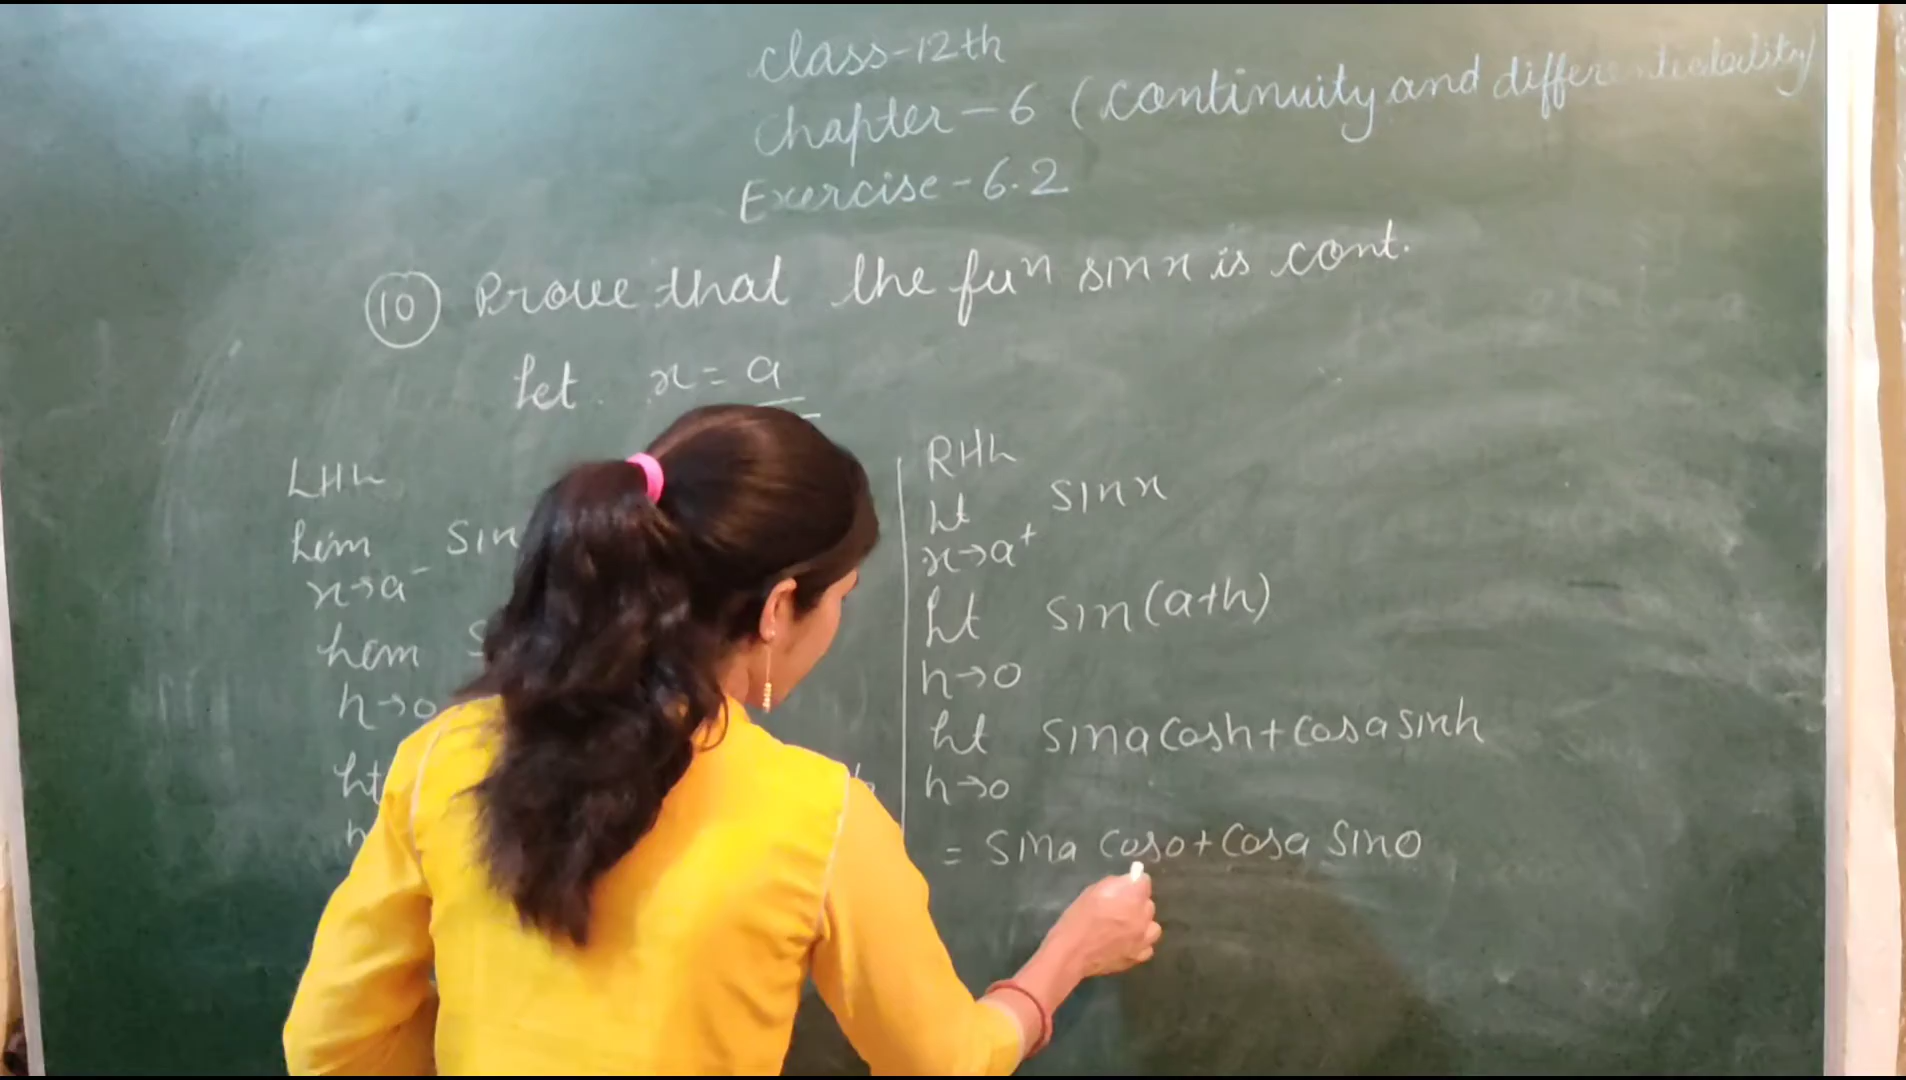 Class-12th
Chapter-6 (Continuity and differentiability)
Exercise-6.2
(10) Prove that the fuⁿ sinx is cont.
Let x = a
LHL
Lim Sin
x→a⁻
Lim S
h→0
Lt
h
RHL
Lt Sinx
x→a⁺
Lt Sin(a+h)
h→0
Lt Sina Cosh + Cosa Sinh
h→0
= Sina Cos0 + Cosa Sin0